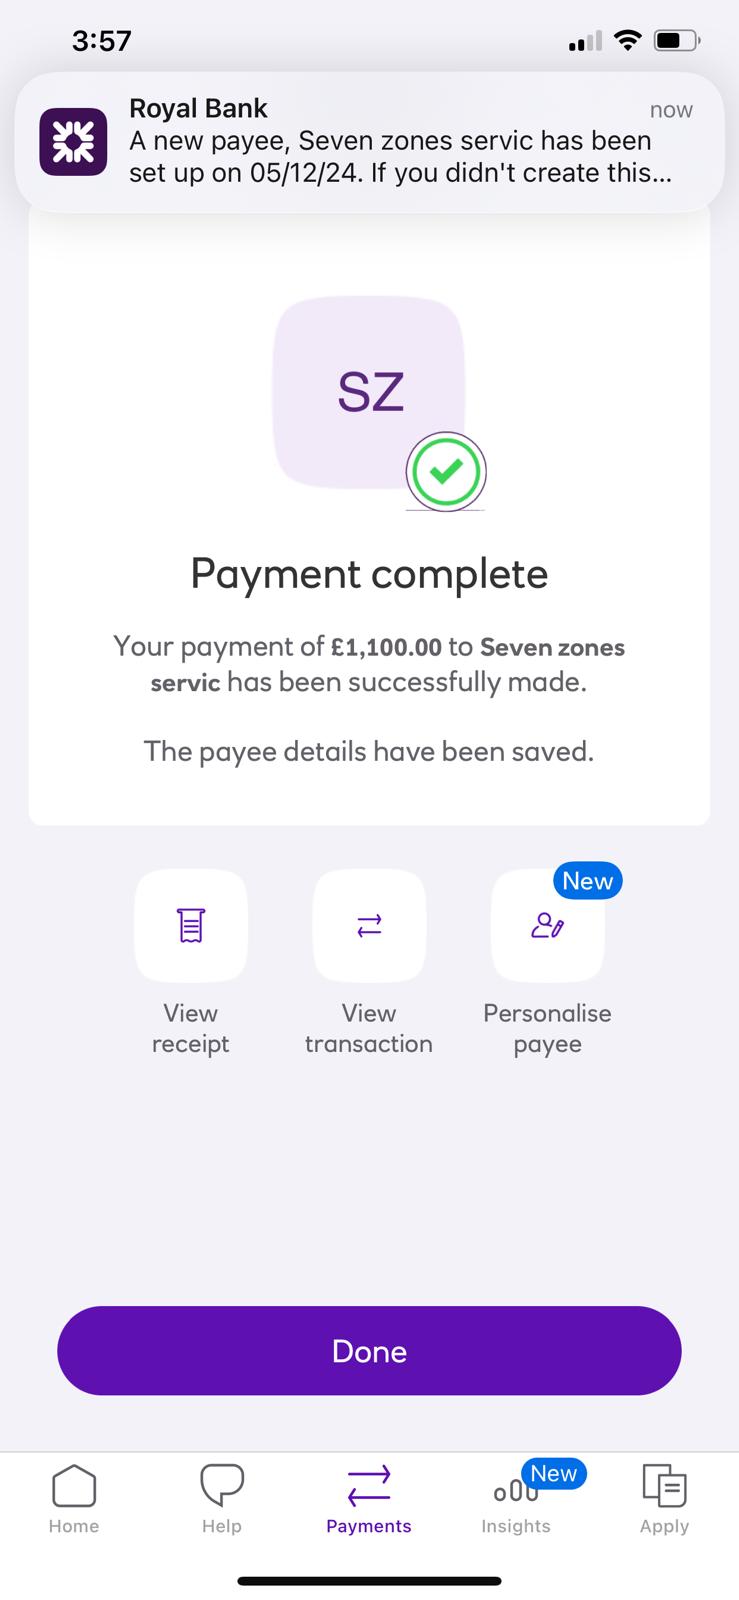 3:57
Royal Bank now
A new payee, Seven zones servic has been
set up on 05/12/24. If you didn't create this...
SZ
Payment complete
Your payment of £1,100.00 to Seven zones
servic has been successfully made.
The payee details have been saved.
New
View
receipt
View
transaction
Personalise
payee
Done
New
Home
Help
Payments
Insights
Apply